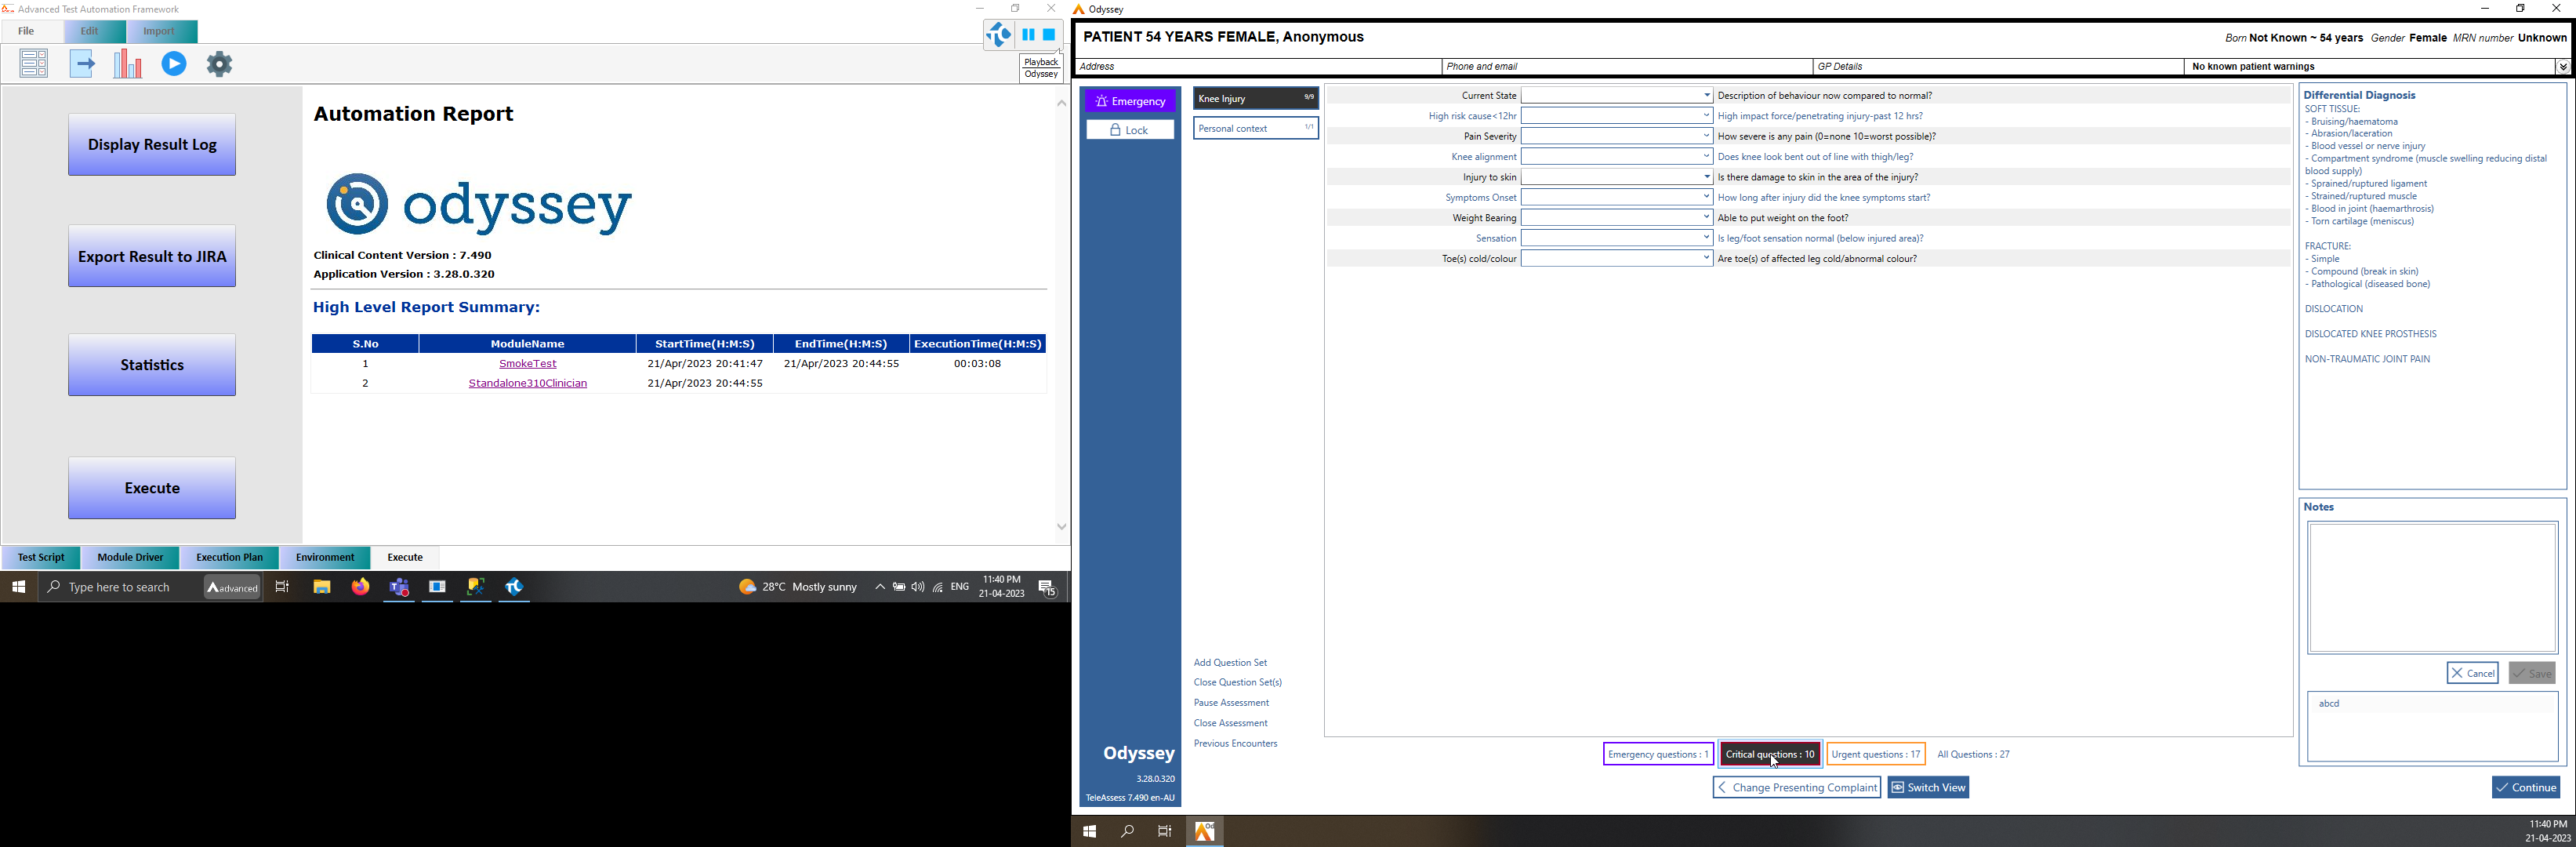 Advanced Test Automation Framework
File
Edit
Import
Playback
Odyssey
Display Result Log
Export Result to JIRA
Statistics
Execute
Automation Report
odyssey
Clinical Content Version : 7.490
Application Version : 3.28.0.320
High Level Report Summary:
S.No ModuleName StartTime(H:M:S) EndTime(H:M:S) ExecutionTime(H:M:S)
1 SmokeTest 21/Apr/2023 20:41:47 21/Apr/2023 20:44:55 00:03:08
2 Standalone310Clinician 21/Apr/2023 20:44:55
Test Script
Module Driver
Execution Plan
Environment
Execute
Type here to search
advanced
28°C Mostly sunny
ENG
11:40 PM
21-04-2023
15
Odyssey
PATIENT 54 YEARS FEMALE, Anonymous
Born Not Known ~ 54 years Gender Female MRN number Unknown
Address
Phone and email
GP Details
No known patient warnings
Emergency
Lock
Knee Injury 9/9
Personal context 1/1
Current State Description of behaviour now compared to normal?
High risk cause<12hr High impact force/penetrating injury-past 12 hrs?
Pain Severity How severe is any pain (0=none 10=worst possible)?
Knee alignment Does knee look bent out of line with thigh/leg?
Injury to skin Is there damage to skin in the area of the injury?
Symptoms Onset How long after injury did the knee symptoms start?
Weight Bearing Able to put weight on the foot?
Sensation Is leg/foot sensation normal (below injured area)?
Toe(s) cold/colour Are toe(s) of affected leg cold/abnormal colour?
Differential Diagnosis
SOFT TISSUE:
- Bruising/haematoma
- Abrasion/laceration
- Blood vessel or nerve injury
- Compartment syndrome (muscle swelling reducing distal
blood supply)
- Sprained/ruptured ligament
- Strained/ruptured muscle
- Blood in joint (haemarthrosis)
- Torn cartilage (meniscus)
FRACTURE:
- Simple
- Compound (break in skin)
- Pathological (diseased bone)
DISLOCATION
DISLOCATED KNEE PROSTHESIS
NON-TRAUMATIC JOINT PAIN
Notes
Cancel
Save
abcd
Add Question Set
Close Question Set(s)
Pause Assessment
Close Assessment
Previous Encounters
Odyssey
3.28.0.320
TeleAssess 7.490 en-AU
Emergency questions : 1
Critical questions : 10
Urgent questions : 17
All Questions : 27
Change Presenting Complaint
Switch View
Continue
Od
11:40 PM
21-04-2023